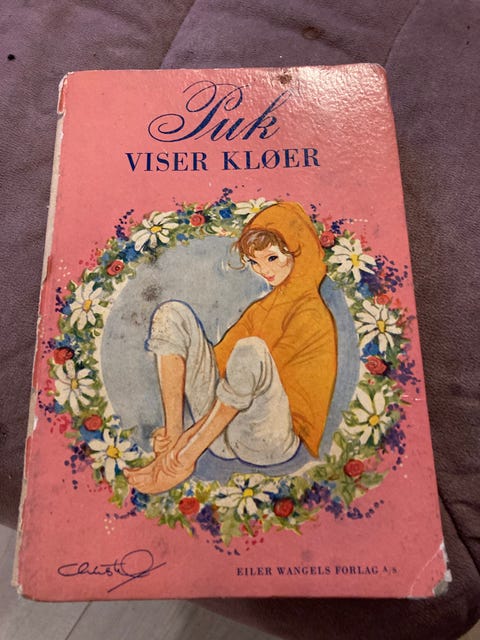 Puk
VISER KLØER
EILER WANGELS FORLAG A/S